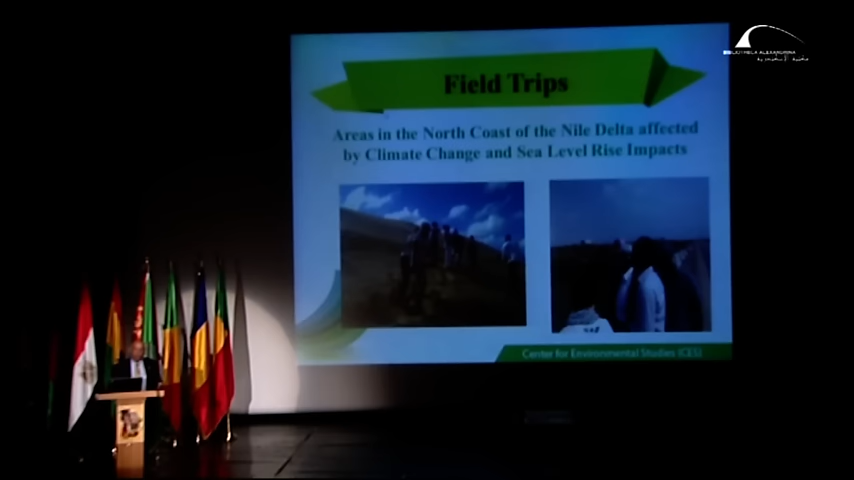 BIBLIOTHECA ALEXANDRINA
Field Trips
Areas in the North Coast of the Nile Delta affected
by Climate Change and Sea Level Rise Impacts
Center for Environmental Studies (CES)